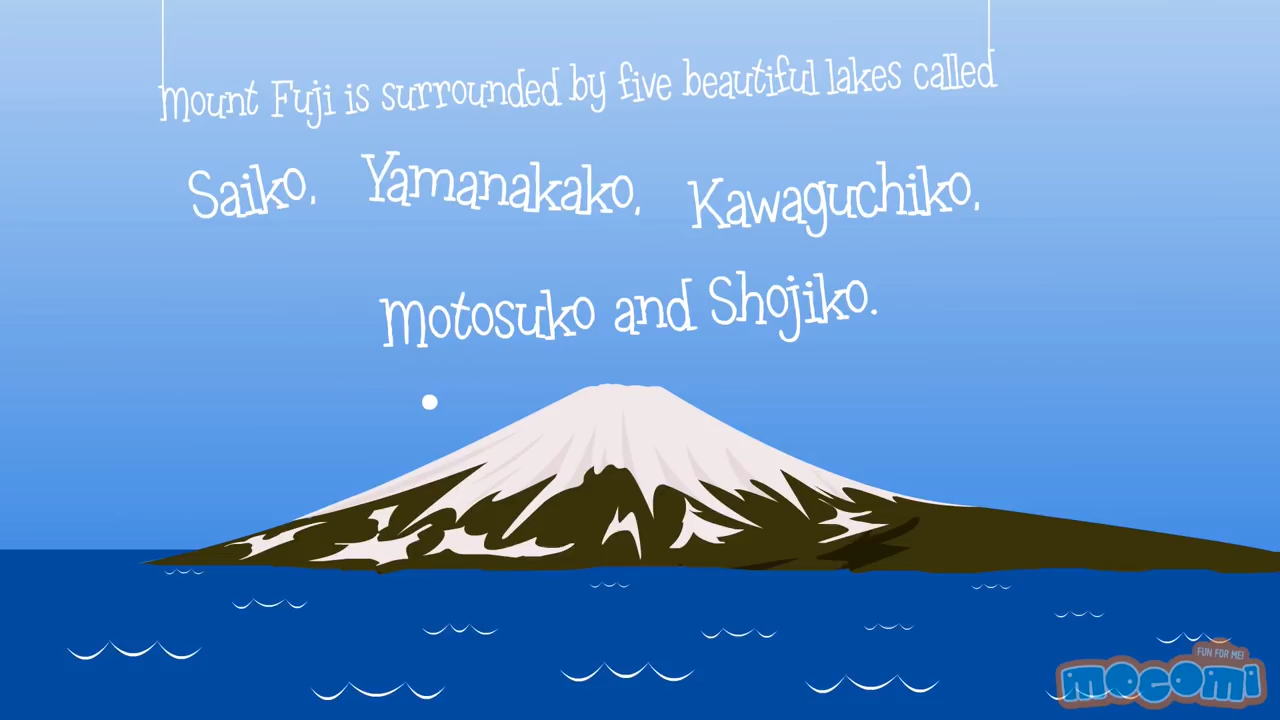 Mount Fuji is surrounded by five beautiful lakes called
Saiko, Yamanakako, Kawaguchiko,
Motosuko and Shojiko.
FUN FOR ME!
mocomi